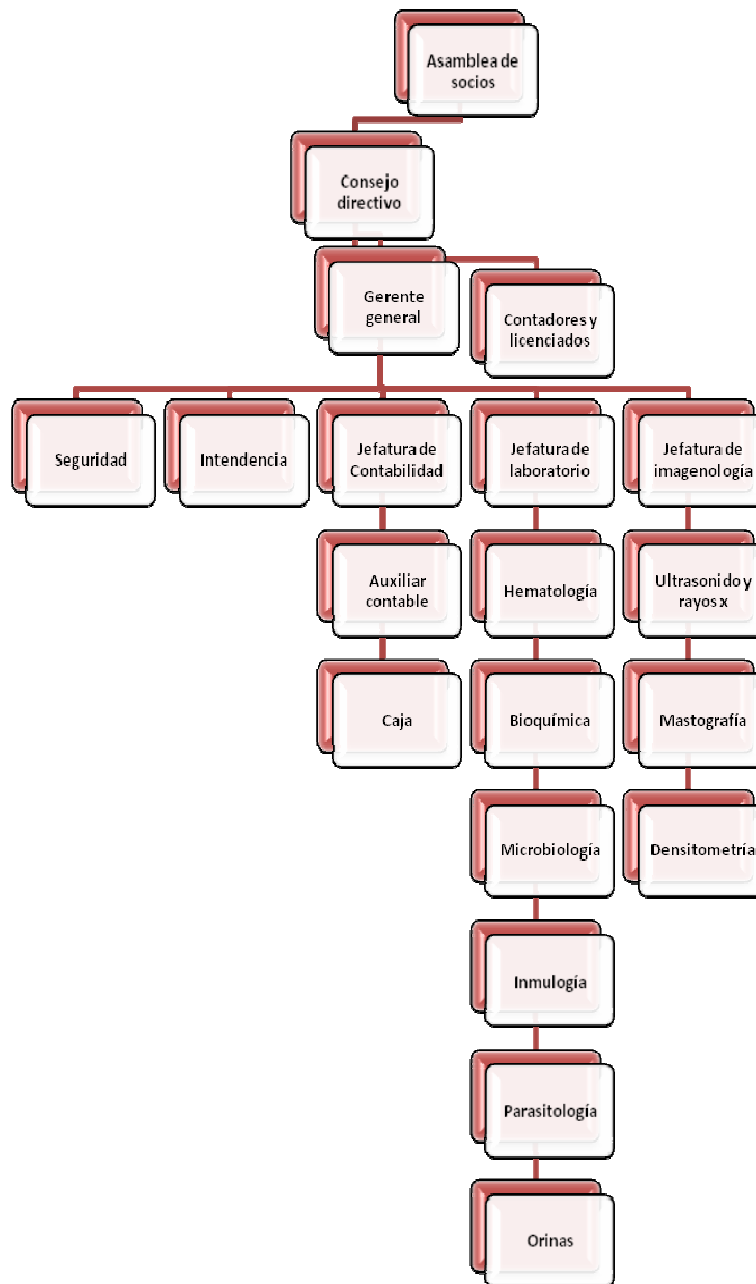 Asamblea de
socios
Consejo
directivo
Gerente
general
Contadores y
licenciados
Seguridad
Intendencia
Jefatura de
Contabilidad
Jefatura de
laboratorio
Jefatura de
imagenología
Auxiliar
contable
Hematología
Ultrasonido y
rayos x
Caja
Bioquímica
Mastografía
Microbiología
Densitometría
Inmulogía
Parasitología
Orinas